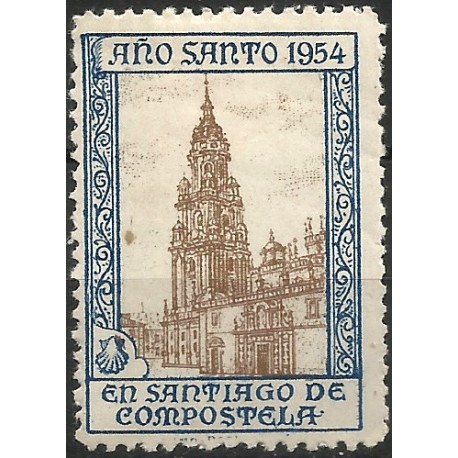 AÑO SANTO 1954
EN SANTIAGO DE
COMPOSTELA